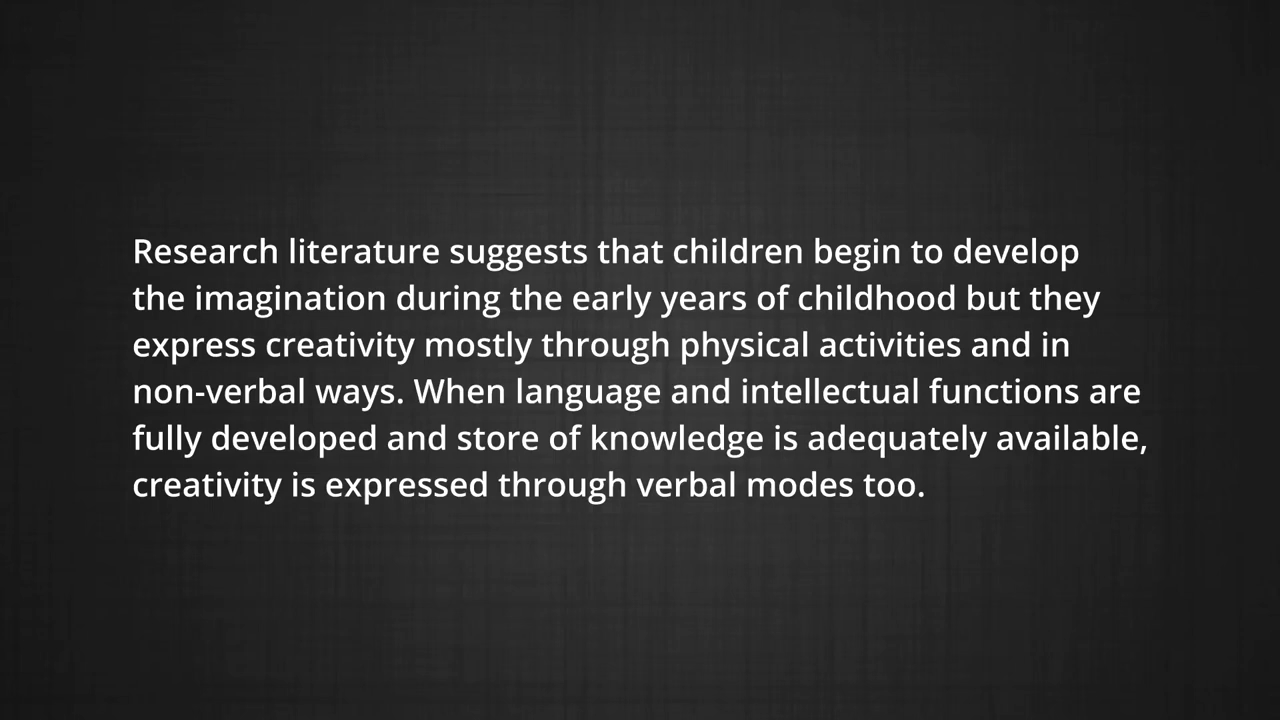 Research literature suggests that children begin to develop
the imagination during the early years of childhood but they
express creativity mostly through physical activities and in
non-verbal ways. When language and intellectual functions are
fully developed and store of knowledge is adequately available,
creativity is expressed through verbal modes too.